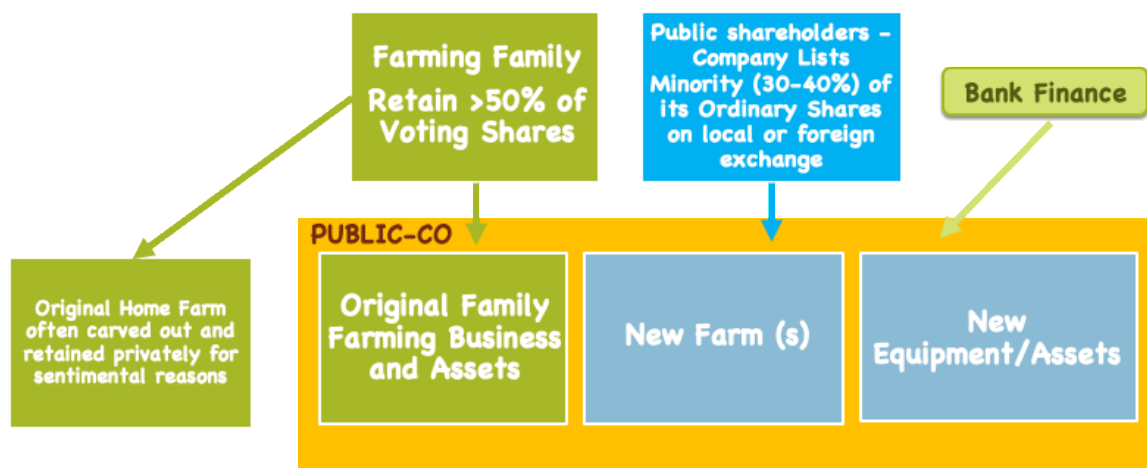 Farming Family
Retain >50% of
Voting Shares
Public shareholders –
Company Lists
Minority (30-40%) of
its Ordinary Shares
on local or foreign
exchange
Bank Finance
PUBLIC-CO
Original Home Farm
often carved out and
retained privately for
sentimental reasons
Original Family
Farming Business
and Assets
New Farm (s)
New
Equipment/Assets